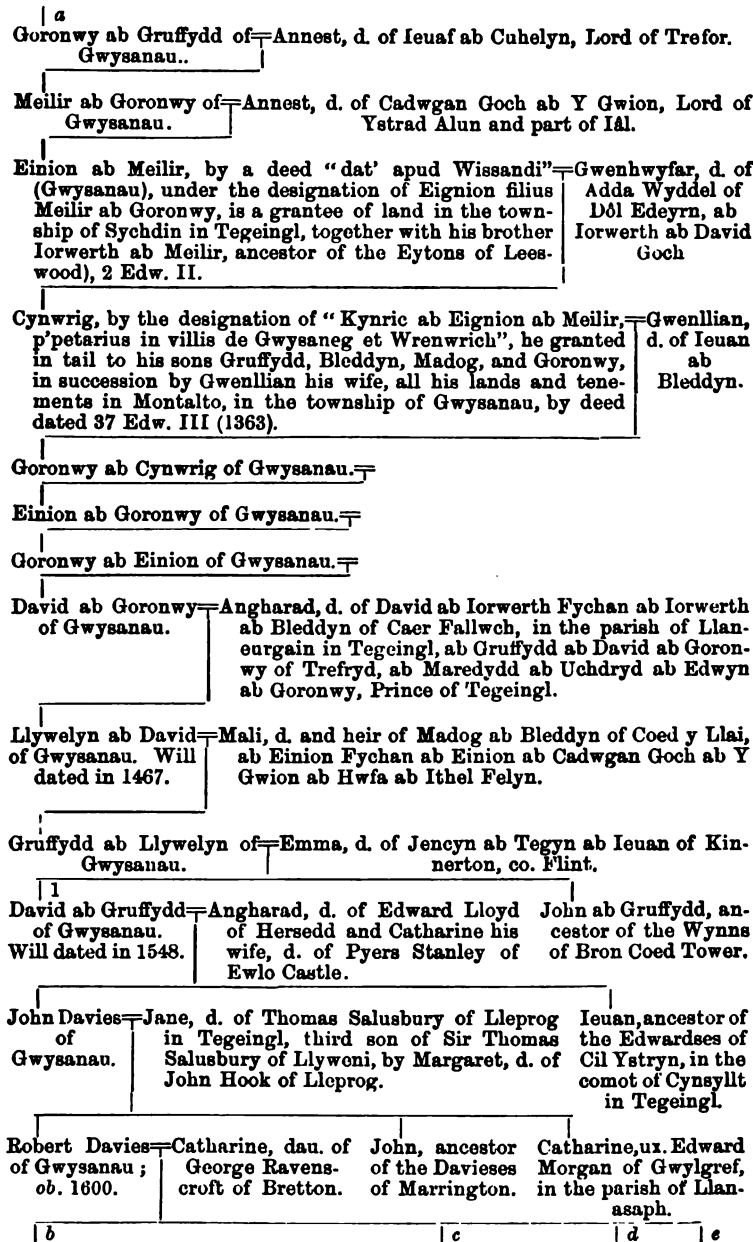 a
Goronwy ab Gruffydd of Annest, d. of Ieuaf ab Cuhelyn, Lord of Trefor.
Gwysanau..
Meilir ab Goronwy of Annest, d. of Cadwgan Goch ab Y Gwion, Lord of
Gwysanau. Ystrad Alun and part of Iâl.
Einion ab Meilir, by a deed "dat' apud Wissandi"
(Gwysanau), under the designation of Eignion filius
Meilir ab Goronwy, is a grantee of land in the town-
ship of Sychdin in Tegeingl, together with his brother
Iorwerth ab Meilir, ancestor of the Eytons of Lees-
wood), 2 Edw. II.
Gwenhwyfar, d. of
Adda Wyddel of
Dôl Edeyrn, ab
Iorwerth ab David
Goch
Cynwrig, by the designation of "Kynric ab Eignion ab Meilir,
p'petarius in villis de Gwysaneg et Wrenwrich", he granted
in tail to his sons Gruffydd, Bleddyn, Madog, and Goronwy,
in succession by Gwenllian his wife, all his lands and tene-
ments in Montalto, in the township of Gwysanau, by deed
dated 37 Edw. III (1363).
Gwenllian,
d. of Ieuan
ab
Bleddyn.
Goronwy ab Cynwrig of Gwysanau.
Einion ab Goronwy of Gwysanau.
Goronwy ab Einion of Gwysanau.
David ab Goronwy
of Gwysanau.
Angharad, d. of David ab Iorwerth Fychan ab Iorwerth
ab Bleddyn of Caer Fallwch, in the parish of Llan-
eurgain in Tegeingl, ab Gruffydd ab David ab Goron-
wy of Trefryd, ab Maredydd ab Uchdryd ab Edwyn
ab Goronwy, Prince of Tegeingl.
Llywelyn ab David
of Gwysanau. Will
dated in 1467.
Mali, d. and heir of Madog ab Bleddyn of Coed y Llai,
ab Einion Fychan ab Einion ab Cadwgan Goch ab Y
Gwion ab Hwfa ab Ithel Felyn.
Gruffydd ab Llywelyn of
Gwysanau.
Emma, d. of Jencyn ab Tegyn ab Ieuan of Kin-
nerton, co. Flint.
1
David ab Gruffydd
of Gwysanau.
Will dated in 1548.
Angharad, d. of Edward Lloyd
of Hersedd and Catharine his
wife, d. of Pyers Stanley of
Ewlo Castle.
John ab Gruffydd, an-
cestor of the Wynns
of Bron Coed Tower.
John Davies
of
Gwysanau.
Jane, d. of Thomas Salusbury of Lleprog
in Tegeingl, third son of Sir Thomas
Salusbury of Llyweni, by Margaret, d. of
John Hook of Lleprog.
Ieuan, ancestor of
the Edwardses of
Cil Ystryn, in the
comot of Cynsyllt
in Tegeingl.
Robert Davies
of Gwysanau;
ob. 1600.
Catharine, dau. of
George Ravens-
croft of Bretton.
John, ancestor
of the Davieses
of Marrington.
Catharine, ux. Edward
Morgan of Gwylgref,
in the parish of Llan-
asaph.
b c d e